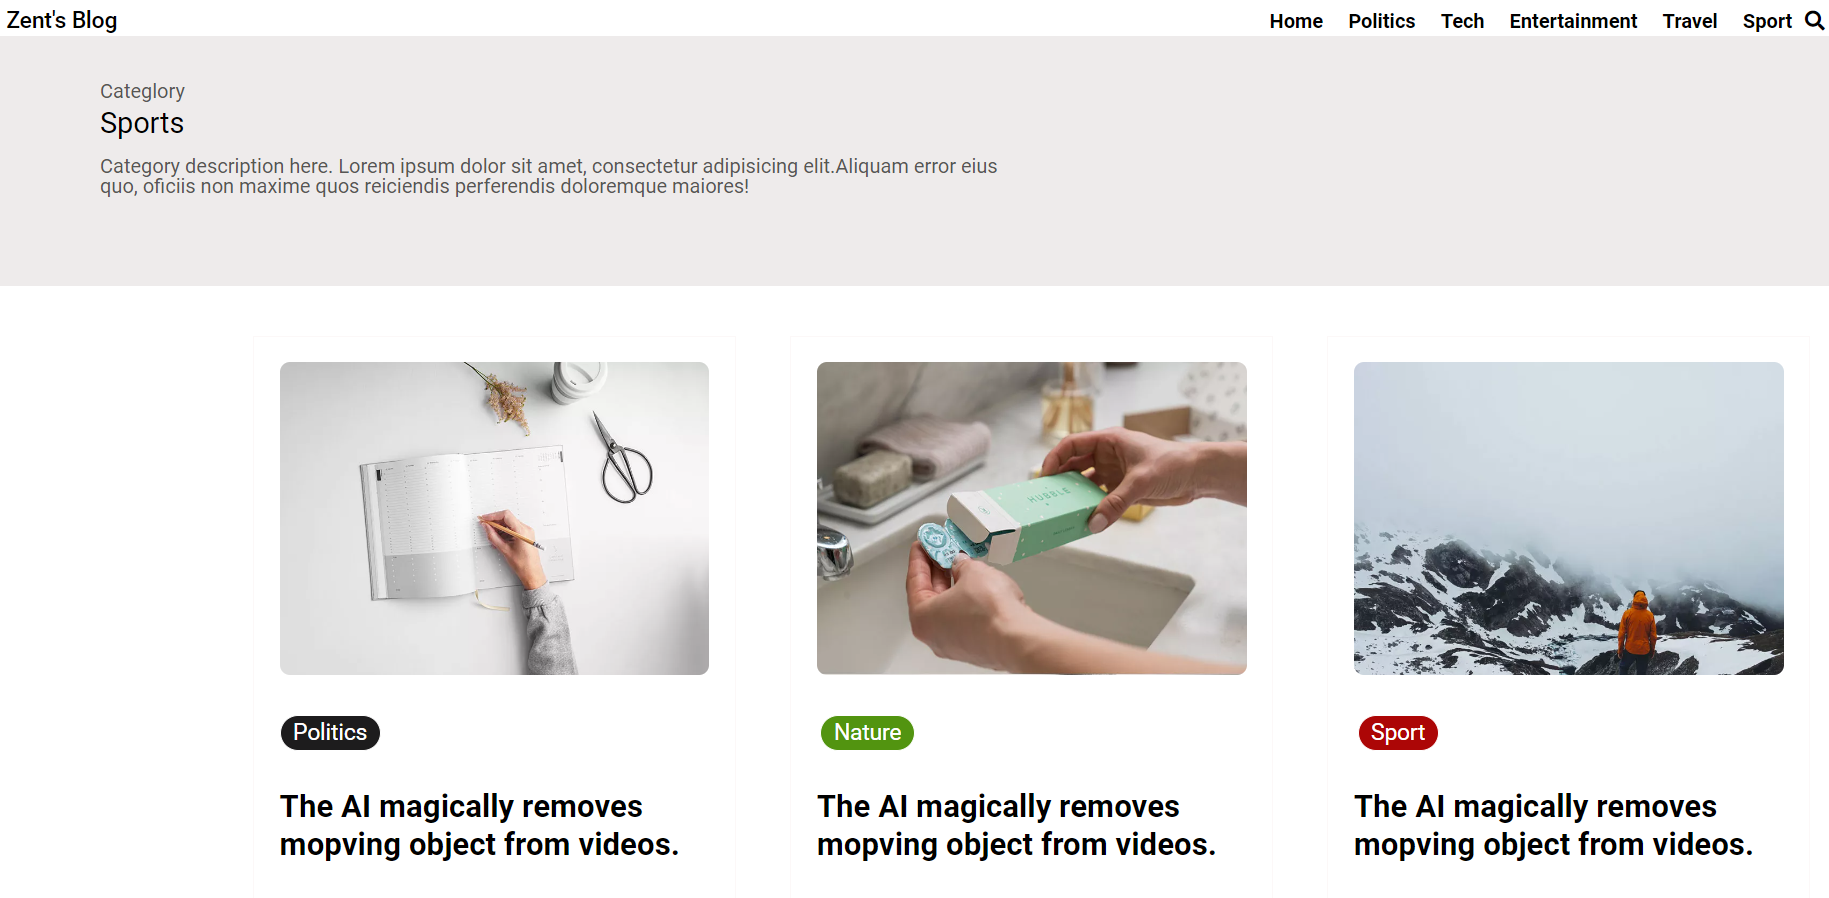 Zent's Blog
Home Politics Tech Entertainment Travel Sport
Categlory
Sports
Category description here. Lorem ipsum dolor sit amet, consectetur adipisicing elit.Aliquam error eius
quo, oficiis non maxime quos reiciendis perferendis doloremque maiores!
HUBBLE
Politics
Nature
Sport
The AI magically removes
mopving object from videos.
The AI magically removes
mopving object from videos.
The AI magically removes
mopving object from videos.